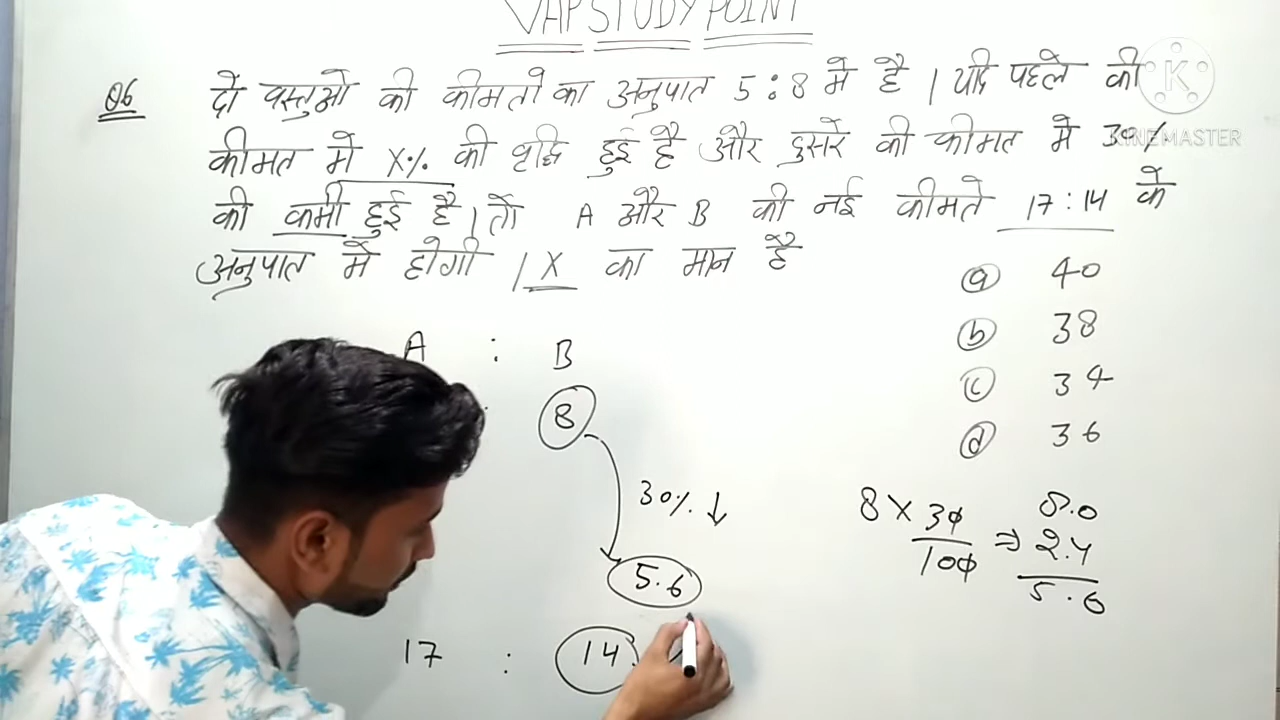 VAP STUDY POINT
Q6 दो वस्तुओ की कीमतो का अनुपात 5:8 मे है । यदि पहले की
कीमत मे x% की वृद्धि हुई है और दुसरे की कीमत मे 30%
की कमी हुई है। तो A और B की नई कीमते 17:14 के
अनुपात मे होगी । X का मान है
(a) 40
(b) 38
(c) 34
(d) 36
A : B
8
30% ↓
5.6
17 : 14
8 × 30/100 ⇒ 8.0
2.4
5.6
K
KINEMASTER